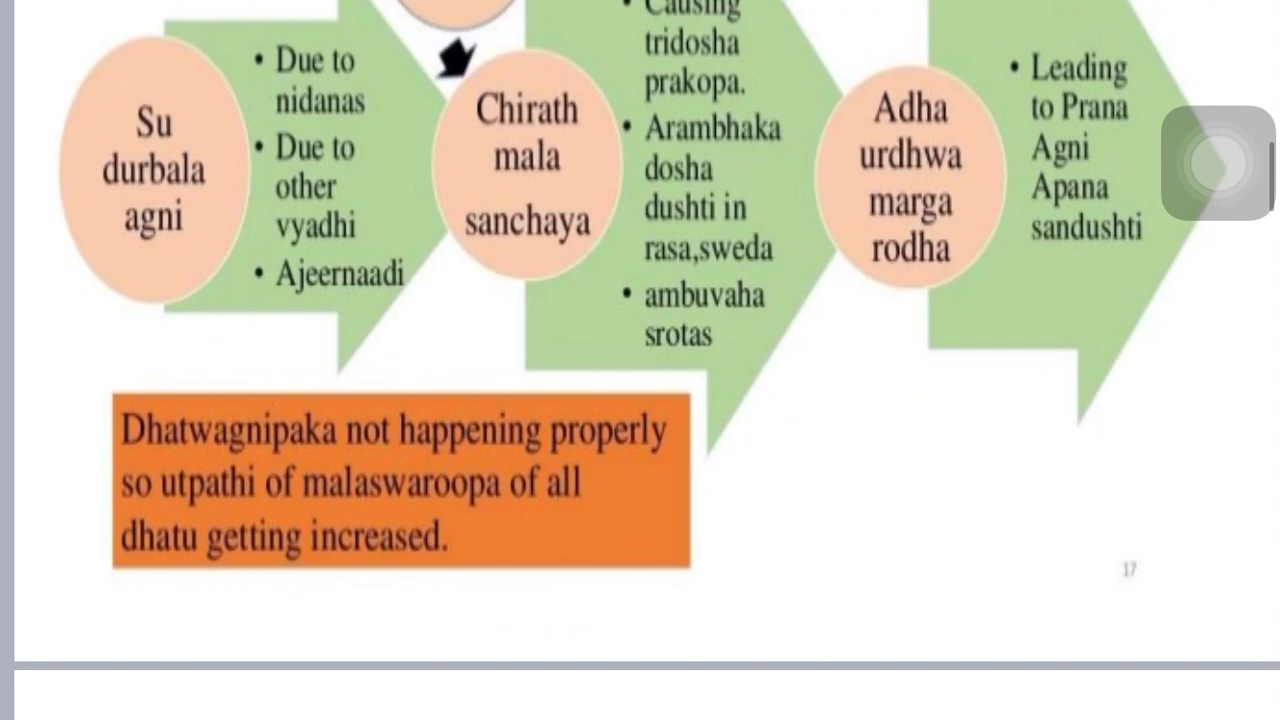 Su
durbala
agni
• Due to
nidanas
• Due to
other
vyadhi
• Ajeernaadi
Chirath
mala
sanchaya
• Causing
tridosha
prakopa.
• Arambhaka
dosha
dushti in
rasa,sweda
• ambuvaha
srotas
Adha
urdhwa
marga
rodha
• Leading
to Prana
Agni
Apana
sandushti
Dhatwagnipaka not happening properly
so utpathi of malaswaroopa of all
dhatu getting increased.
17